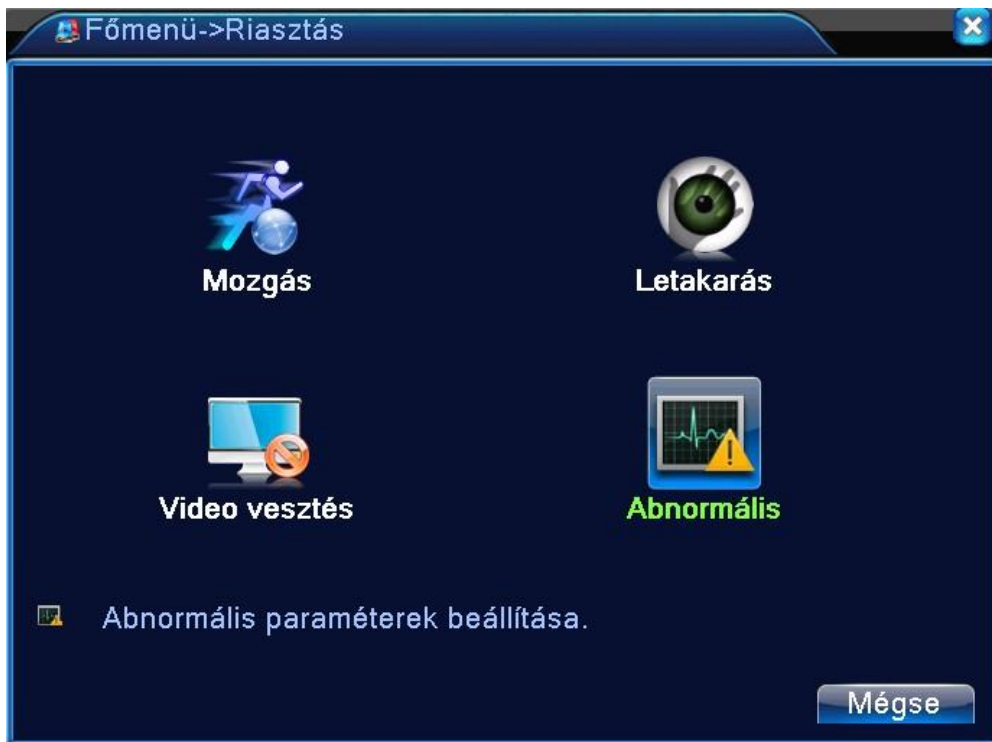 Főmenü->Riasztás
Mozgás
Letakarás
Video vesztés
Abnormális
Abnormális paraméterek beállítása.
Mégse